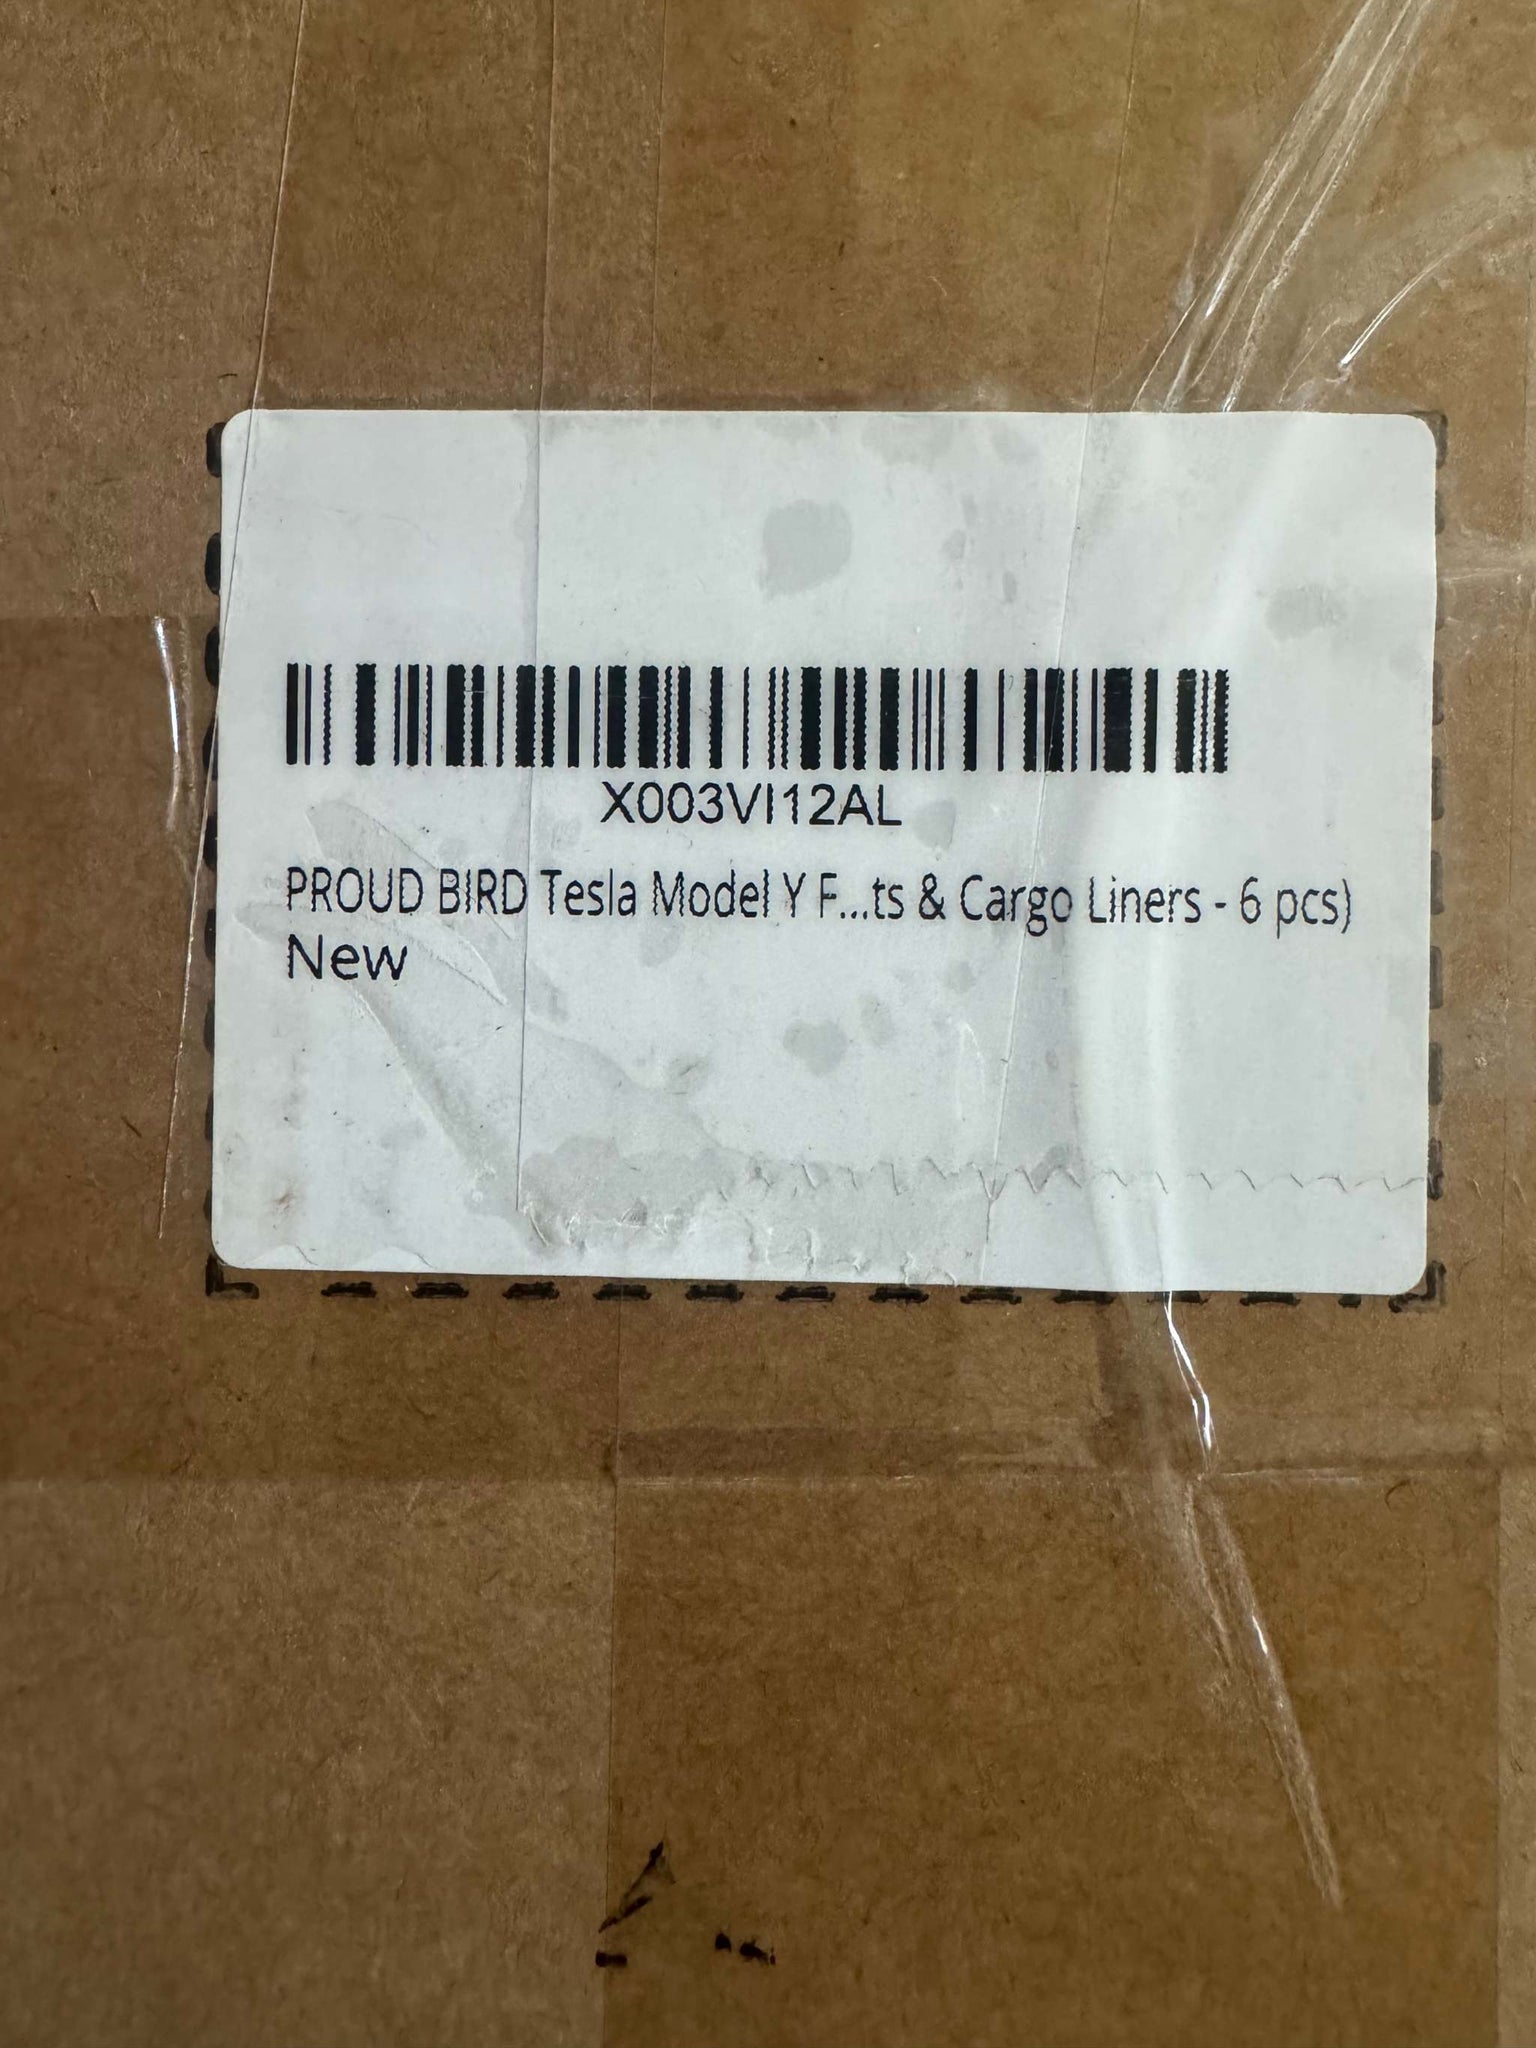 X003VI12AL
PROUD BIRD Tesla Model Y F...ts & Cargo Liners - 6 pcs)
New